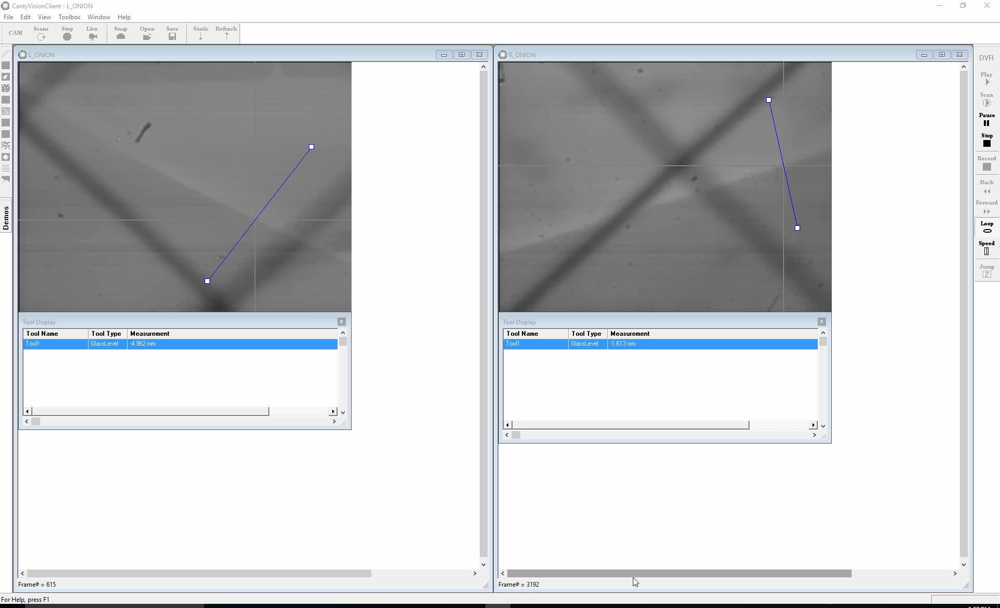 CantyVisionClient - L_ONION
File Edit View Toolbox Window Help
CAM Scans Stop Live Snap Open Save Static Refresh
L_ONION
Tool Display
Tool Name Tool Type Measurement
Tool1 GlassLevel -4.962 mm
Frame# = 615
R_ONION
Tool Display
Tool Name Tool Type Measurement
Tool1 GlassLevel -1.613 mm
Frame# = 3192
Demos
DVR
Play
Scan
Pause
Stop
Record
Back
Forward
Loop
Speed
Jump
2
For Help, press F1